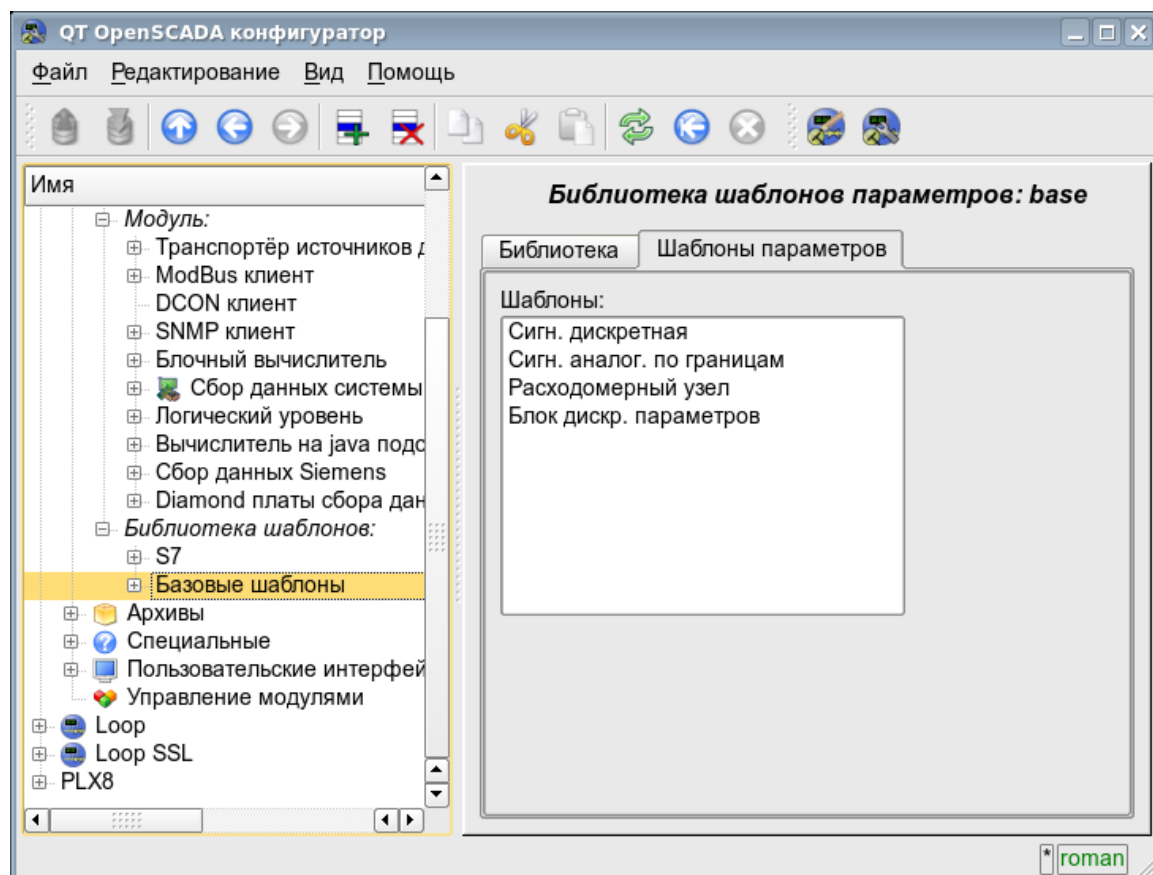 QT OpenSCADA конфигуратор
Файл Редактирование Вид Помощь
Имя
Модуль:
Транспортёр источников д
ModBus клиент
DCON клиент
SNMP клиент
Блочный вычислитель
Сбор данных системы
Логический уровень
Вычислитель на java подо
Сбор данных Siemens
Diamond платы сбора дан
Библиотека шаблонов:
S7
Базовые шаблоны
Архивы
Специальные
Пользовательские интерфей
Управление модулями
Loop
Loop SSL
PLX8
Библиотека шаблонов параметров: base
Библиотека Шаблоны параметров
Шаблоны:
Сигн. дискретная
Сигн. аналог. по границам
Расходомерный узел
Блок дискр. параметров
* roman